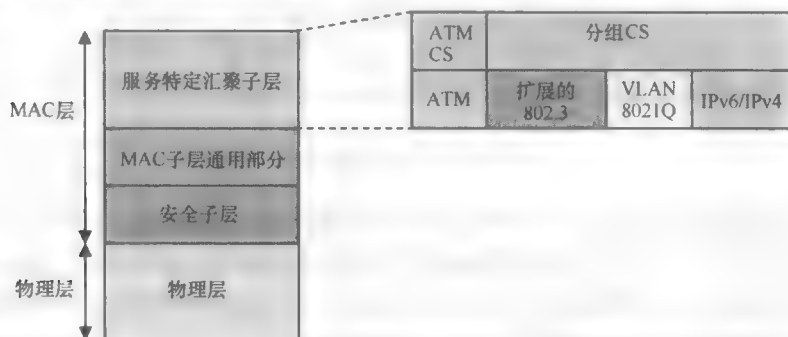 MAC层
物理层
服务特定汇聚子层
MAC子层通用部分
安全子层
物理层
ATM
CS
分组CS
ATM
扩展的
802.3
VLAN
8021Q
IPv6/IPv4